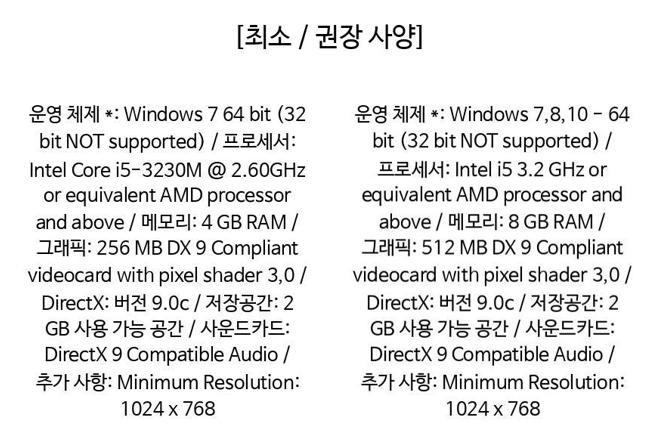 [최소 / 권장 사양]
운영 체제 *: Windows 7 64 bit (32
bit NOT supported) / 프로세서:
Intel Core i5-3230M @ 2.60GHz
or equivalent AMD processor
and above / 메모리: 4 GB RAM /
그래픽: 256 MB DX 9 Compliant
videocard with pixel shader 3,0 /
DirectX: 버전 9.0c / 저장공간: 2
GB 사용 가능 공간 / 사운드카드:
DirectX 9 Compatible Audio /
추가 사항: Minimum Resolution:
1024 x 768
운영 체제 *: Windows 7,8,10 - 64
bit (32 bit NOT supported) /
프로세서: Intel i5 3.2 GHz or
equivalent AMD processor and
above / 메모리: 8 GB RAM /
그래픽: 512 MB DX 9 Compliant
videocard with pixel shader 3,0 /
DirectX: 버전 9.0c / 저장공간: 2
GB 사용 가능 공간 / 사운드카드:
DirectX 9 Compatible Audio /
추가 사항: Minimum Resolution:
1024 x 768